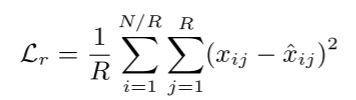 $$\mathcal{L}_r = \frac{1}{R} \sum_{i=1}^{N/R} \sum_{j=1}^{R} (x_{ij} - \hat{x}_{ij})^2$$